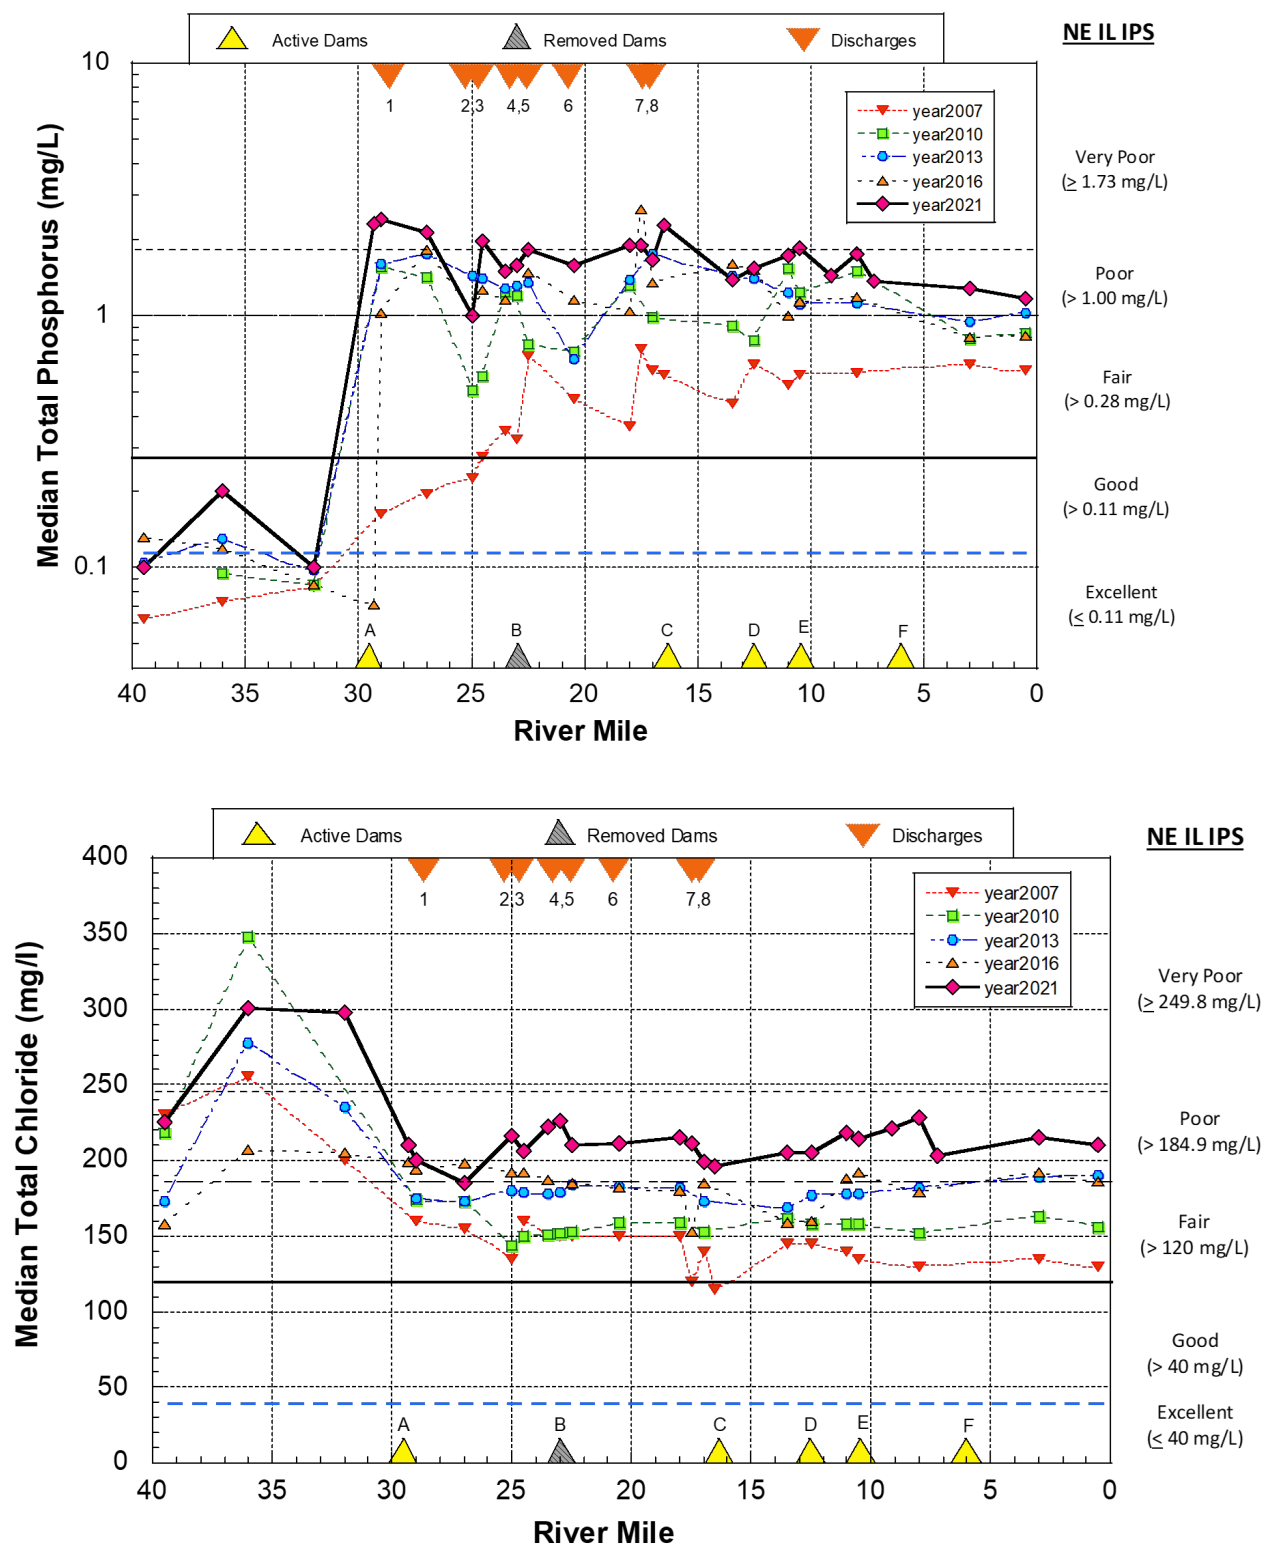 Active Dams Removed Dams Discharges
NE IL IPS
10
1 2,3 4,5 6 7,8
year2007
year2010
year2013
year2016
year2021
Very Poor
(≥ 1.73 mg/L)
Poor
(> 1.00 mg/L)
1
Fair
(> 0.28 mg/L)
Good
(> 0.11 mg/L)
0.1
Excellent
(≤ 0.11 mg/L)
Median Total Phosphorus (mg/L)
A B C D E F
40 35 30 25 20 15 10 5 0
River Mile
Active Dams Removed Dams Discharges
NE IL IPS
400
1 2,3 4,5 6 7,8
year2007
year2010
year2013
year2016
year2021
350
Very Poor
(≥ 249.8 mg/L)
300
250
Poor
(> 184.9 mg/L)
200
Fair
(> 120 mg/L)
150
100
Good
(> 40 mg/L)
50
Excellent
(≤ 40 mg/L)
0
Median Total Chloride (mg/l)
A B C D E F
40 35 30 25 20 15 10 5 0
River Mile